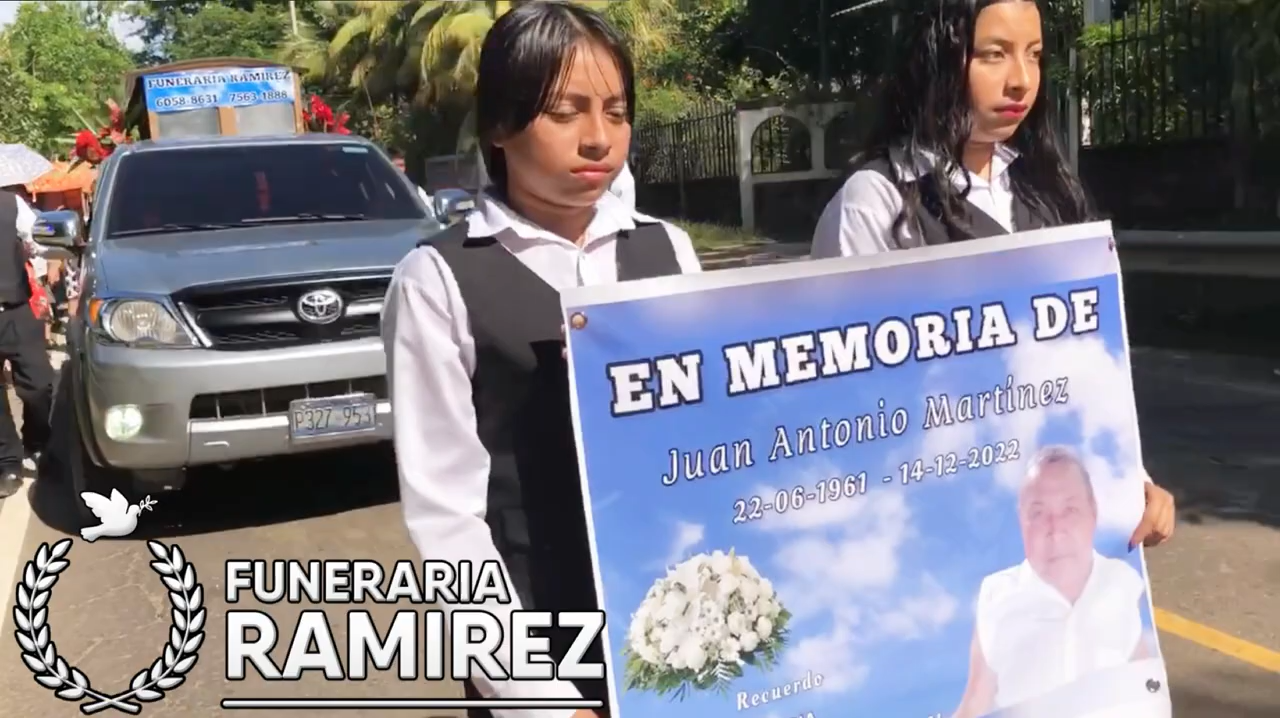 FUNERARIA RAMIREZ
6058-8631 7563-1888
P327 953
EN MEMORIA DE
Juan Antonio Martínez
22-06-1961 - 14-12-2022
Recuerdo
FUNERARIA
RAMIREZ